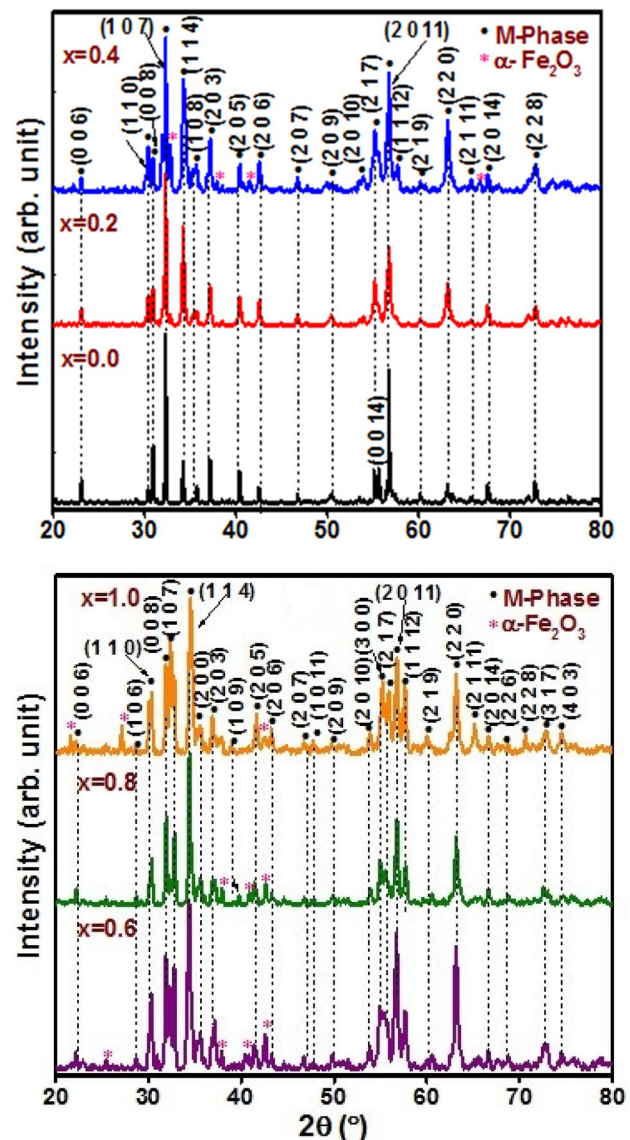 Intensity (arb. unit)
x=0.4
• M-Phase
* α- Fe2O3
(0 0 6)
(1 1 0)
(0 0 8)
(1 0 7)
(1 1 4)
(1 0 8)
(2 0 3)
(2 0 5)
(2 0 6)
(2 0 7)
(2 0 9)
(2 0 10)
(2 1 7)
(2 0 11)
(1 1 12)
(2 1 9)
(2 2 0)
(2 1 11)
(2 0 14)
(2 2 8)
x=0.2
x=0.0
(0 0 14)
20 30 40 50 60 70 80
Intensity (arb. unit)
x=1.0
• M-Phase
* α-Fe2O3
(0 0 6)
(1 0 6)
(1 1 0)
(0 0 8)
(1 0 7)
(1 1 4)
(2 0 0)
(2 0 3)
(1 0 9)
(2 0 5)
(2 0 6)
(2 0 7)
(1 0 11)
(2 0 9)
(2 0 10)
(3 0 0)
(2 1 7)
(2 0 11)
(1 1 12)
(2 1 9)
(2 2 0)
(2 1 11)
(2 0 14)
(2 2 6)
(2 2 8)
(3 1 7)
(4 0 3)
x=0.8
x=0.6
20 30 40 50 60 70 80
2θ (°)